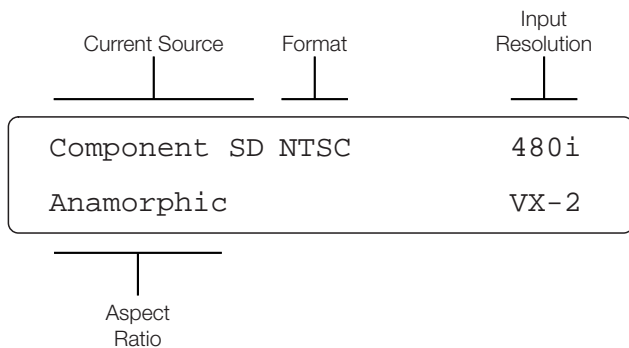 Input
Current Source Format Resolution
Component SD NTSC 480i
Anamorphic VX-2
Aspect
Ratio